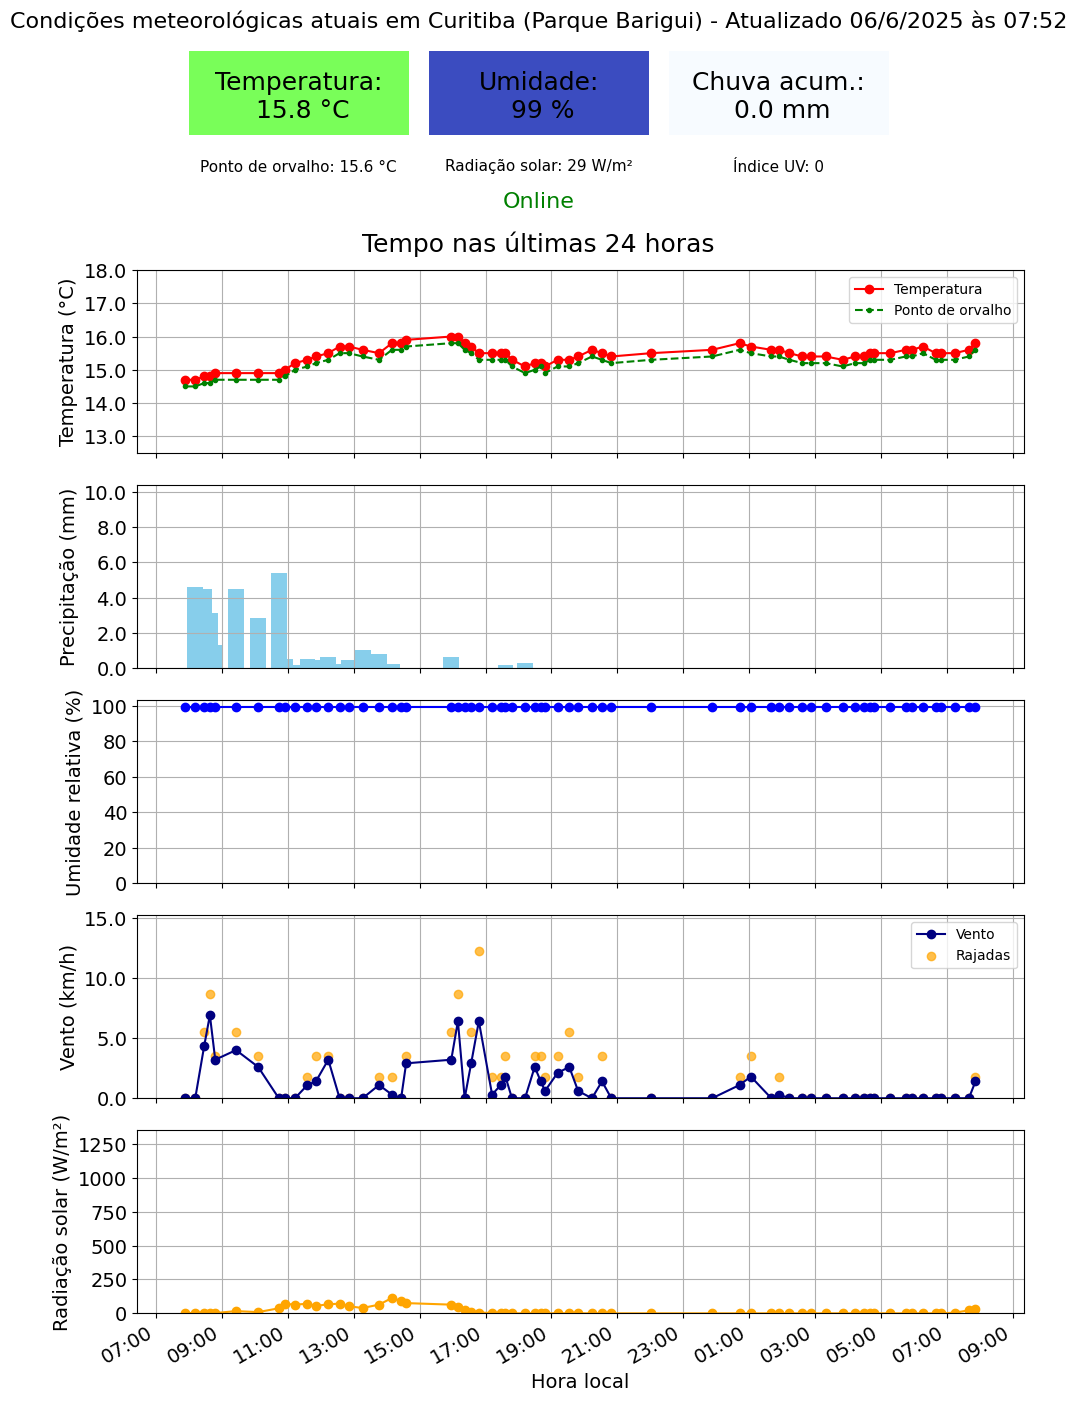 Condições meteorológicas atuais em Curitiba (Parque Barigui) - Atualizado 06/6/2025 às 07:52
Temperatura:
15.8 °C
Umidade:
99 %
Chuva acum.:
0.0 mm
Ponto de orvalho: 15.6 °C
Radiação solar: 29 W/m²
Índice UV: 0
Online
Tempo nas últimas 24 horas
Temperatura (°C)
18.0
17.0
16.0
15.0
14.0
13.0
Temperatura
Ponto de orvalho
Precipitação (mm)
10.0
8.0
6.0
4.0
2.0
0.0
Umidade relativa (%)
100
80
60
40
20
0
Vento (km/h)
15.0
10.0
5.0
0.0
Vento
Rajadas
Radiação solar (W/m²)
1250
1000
750
500
250
0
07:00
09:00
11:00
13:00
15:00
17:00
19:00
21:00
23:00
01:00
03:00
05:00
07:00
09:00
Hora local